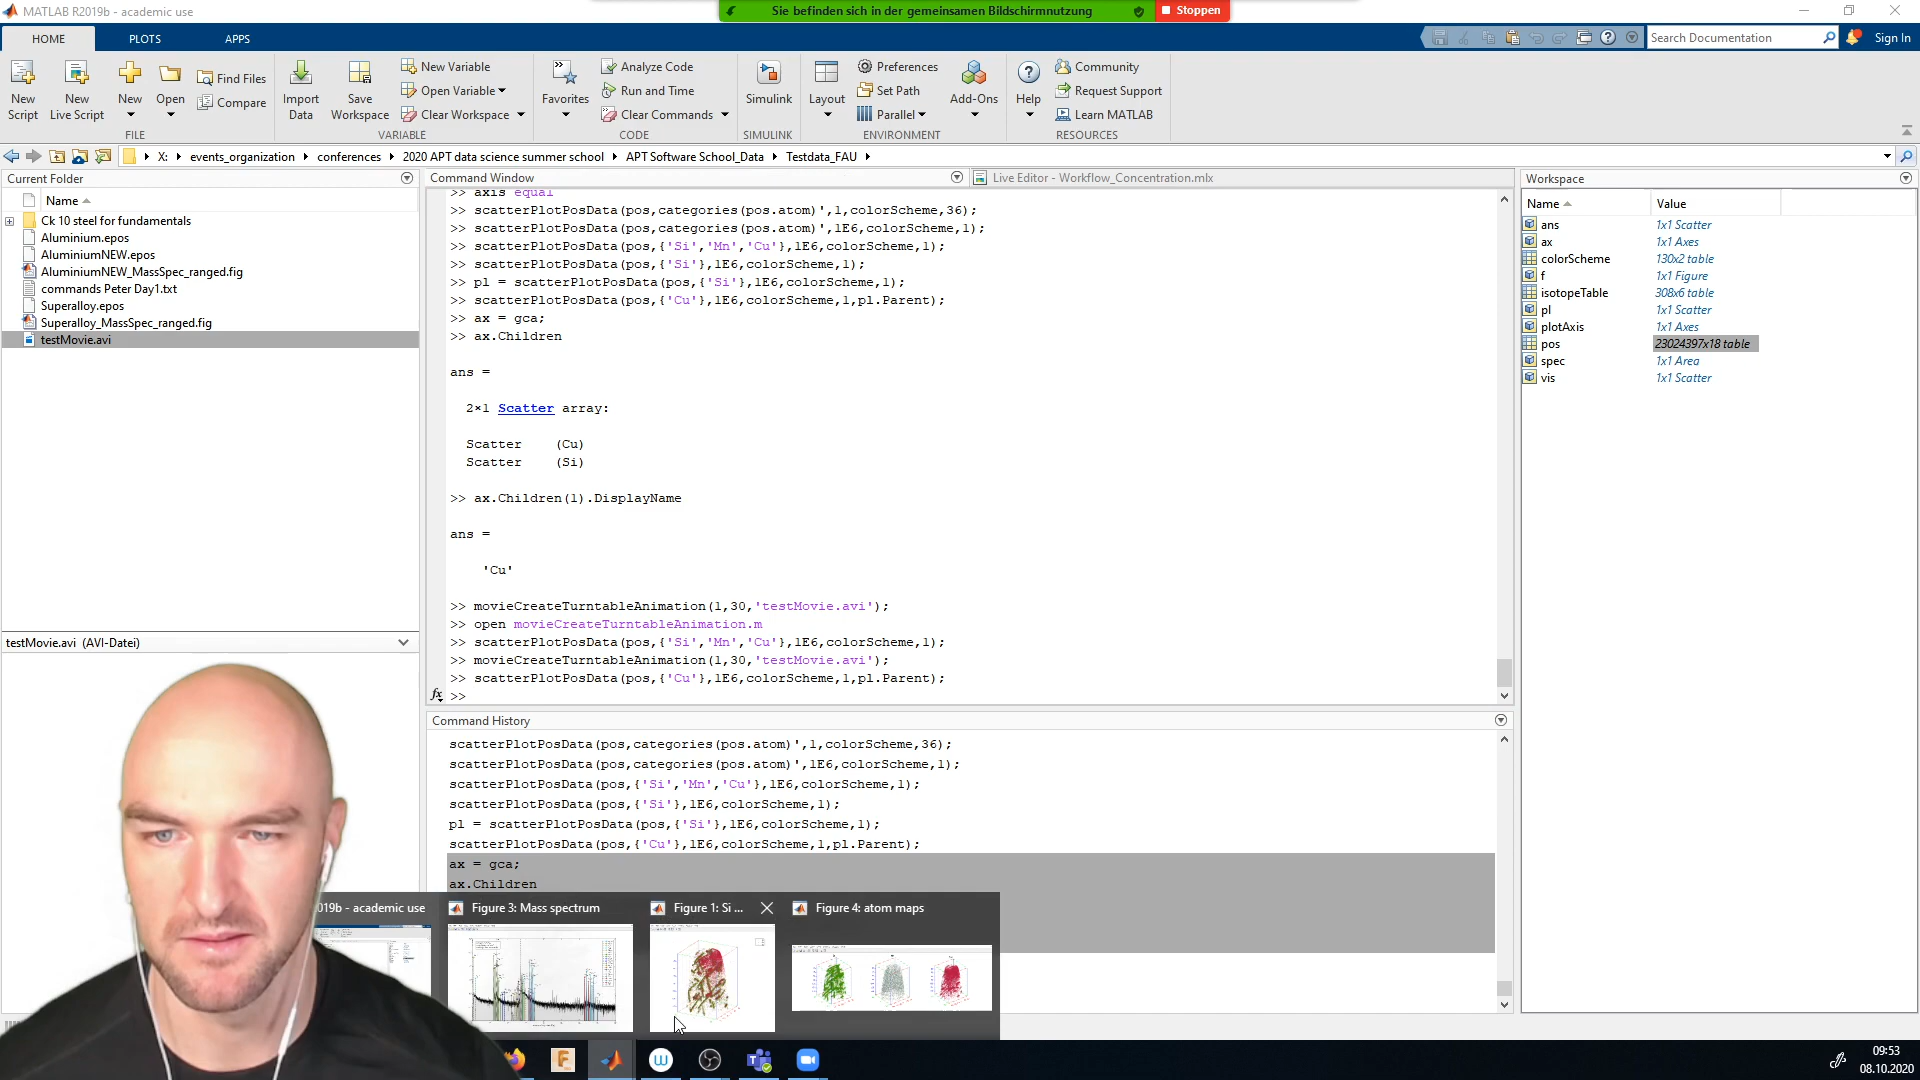 MATLAB R2019b - academic use
Sie befinden sich in der gemeinsamen Bildschirmnutzung
Stoppen
HOME
PLOTS
APPS
Search Documentation
Sign In
New Script
New Live Script
New
Open
Find Files
Compare
Import Data
Save Workspace
New Variable
Open Variable
Clear Workspace
Favorites
Analyze Code
Run and Time
Clear Commands
Simulink
Layout
Preferences
Set Path
Parallel
Add-Ons
Help
Community
Request Support
Learn MATLAB
FILE
VARIABLE
CODE
SIMULINK
ENVIRONMENT
RESOURCES
X: events_organization conferences 2020 APT data science summer school APT Software School_Data Testdata_FAU
Current Folder
Name
Ck 10 steel for fundamentals
Aluminium.epos
AluminiumNEW.epos
AluminiumNEW_MassSpec_ranged.fig
commands Peter Day1.txt
Superalloy.epos
Superalloy_MassSpec_ranged.fig
testMovie.avi
testMovie.avi (AVI-Datei)
Command Window
Live Editor - Workflow_Concentration.mlx
>> axis equal
>> scatterPlotPosData(pos,categories(pos.atom)',1,colorScheme,36);
>> scatterPlotPosData(pos,categories(pos.atom)',1E6,colorScheme,1);
>> scatterPlotPosData(pos,{'Si','Mn','Cu'},1E6,colorScheme,1);
>> scatterPlotPosData(pos,{'Si'},1E6,colorScheme,1);
>> pl = scatterPlotPosData(pos,{'Si'},1E6,colorScheme,1);
>> scatterPlotPosData(pos,{'Cu'},1E6,colorScheme,1,pl.Parent);
>> ax = gca;
>> ax.Children
ans =
2×1 Scatter array:
Scatter (Cu)
Scatter (Si)
>> ax.Children(1).DisplayName
ans =
'Cu'
>> movieCreateTurntableAnimation(1,30,'testMovie.avi');
>> open movieCreateTurntableAnimation.m
>> scatterPlotPosData(pos,{'Si','Mn','Cu'},1E6,colorScheme,1);
>> movieCreateTurntableAnimation(1,30,'testMovie.avi');
>> scatterPlotPosData(pos,{'Cu'},1E6,colorScheme,1,pl.Parent);
fx >>
Command History
scatterPlotPosData(pos,categories(pos.atom)',1,colorScheme,36);
scatterPlotPosData(pos,categories(pos.atom)',1E6,colorScheme,1);
scatterPlotPosData(pos,{'Si','Mn','Cu'},1E6,colorScheme,1);
scatterPlotPosData(pos,{'Si'},1E6,colorScheme,1);
pl = scatterPlotPosData(pos,{'Si'},1E6,colorScheme,1);
scatterPlotPosData(pos,{'Cu'},1E6,colorScheme,1,pl.Parent);
ax = gca;
ax.Children
Workspace
Name Value
ans 1x1 Scatter
ax 1x1 Axes
colorScheme 130x2 table
f 1x1 Figure
isotopeTable 308x6 table
pl 1x1 Scatter
plotAxis 1x1 Axes
pos 23024397x18 table
spec 1x1 Area
vis 1x1 Scatter
019b - academic use
Figure 3: Mass spectrum
Figure 1: Si ...
Figure 4: atom maps
09:53
08.10.2020